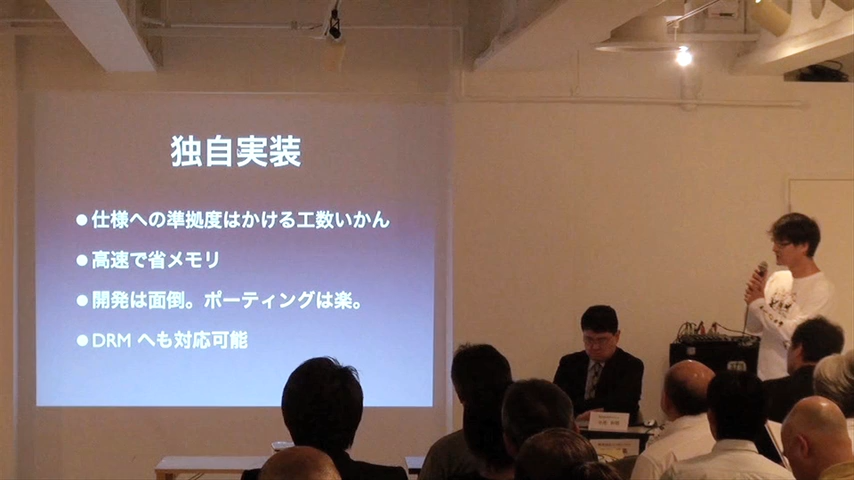 独自実装
●仕様への準拠度はかける工数いかん
●高速で省メモリ
●開発は面倒。ポーティングは楽。
●DRM へも対応可能